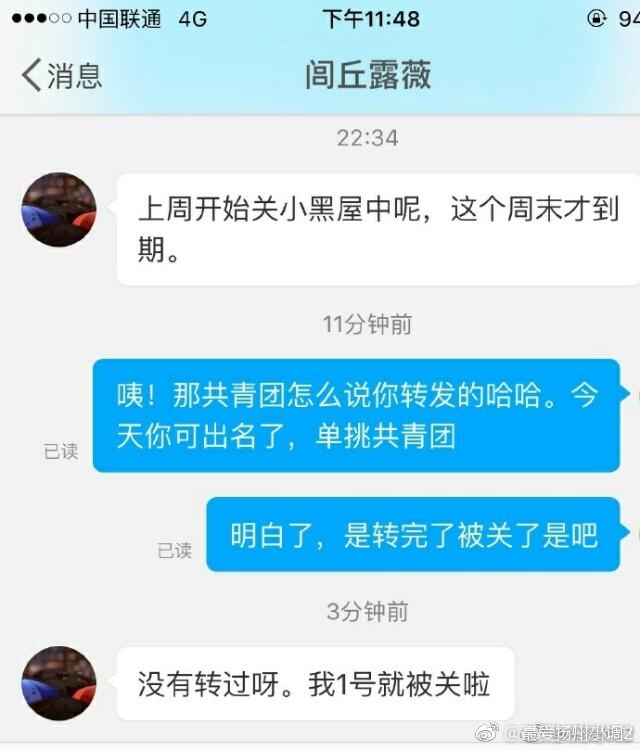 中国联通 4G 下午11:48 94
消息 闾丘露薇
22:34
上周开始关小黑屋中呢，这个周末才到
期。
11分钟前
咦！那共青团怎么说你转发的哈哈。今
天你可出名了，单挑共青团
已读
明白了，是转完了被关了是吧
已读
3分钟前
没有转过呀。我1号就被关啦
@最爱扬州小调2